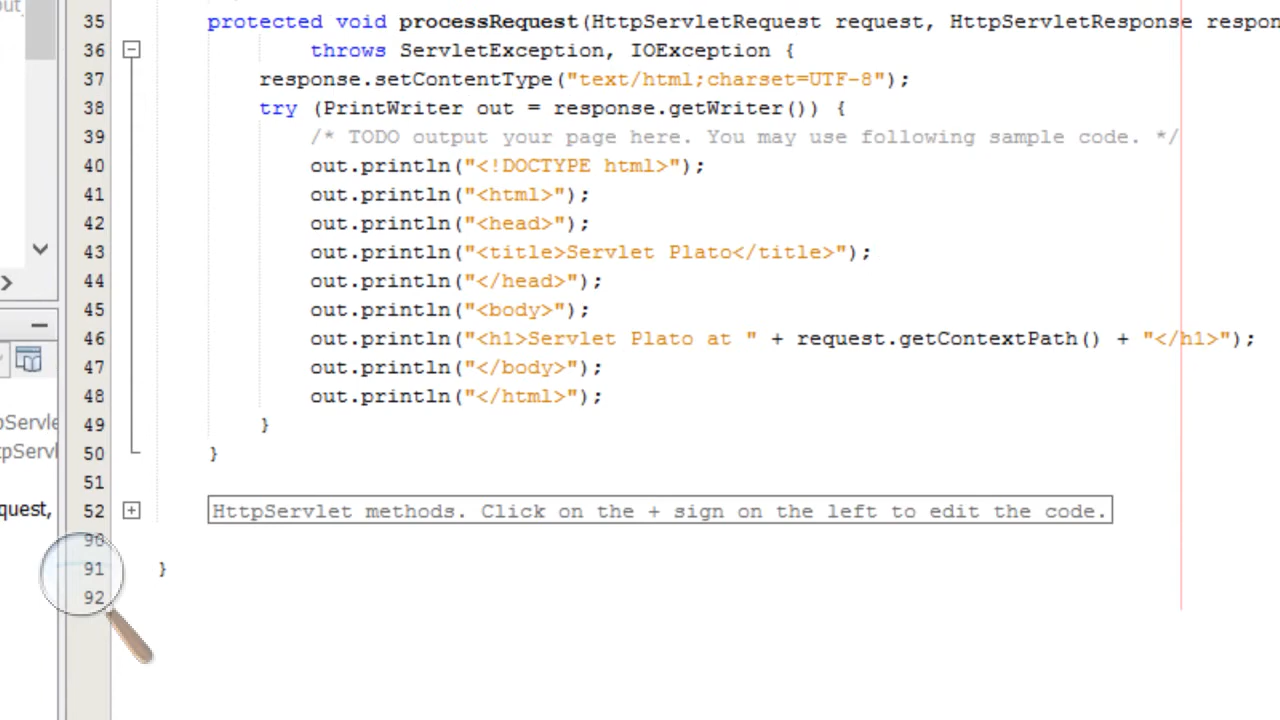 35 protected void processRequest(HttpServletRequest request, HttpServletResponse respon
36 throws ServletException, IOException {
37 response.setContentType("text/html;charset=UTF-8");
38 try (PrintWriter out = response.getWriter()) {
39 /* TODO output your page here. You may use following sample code. */
40 out.println("<!DOCTYPE html>");
41 out.println("<html>");
42 out.println("<head>");
43 out.println("<title>Servlet Plato</title>");
44 out.println("</head>");
45 out.println("<body>");
46 out.println("<h1>Servlet Plato at " + request.getContextPath() + "</h1>");
47 out.println("</body>");
48 out.println("</html>");
49 }
50 }
51
52 HttpServlet methods. Click on the + sign on the left to edit the code.
90
91 }
92
pServle
tpServl
quest,